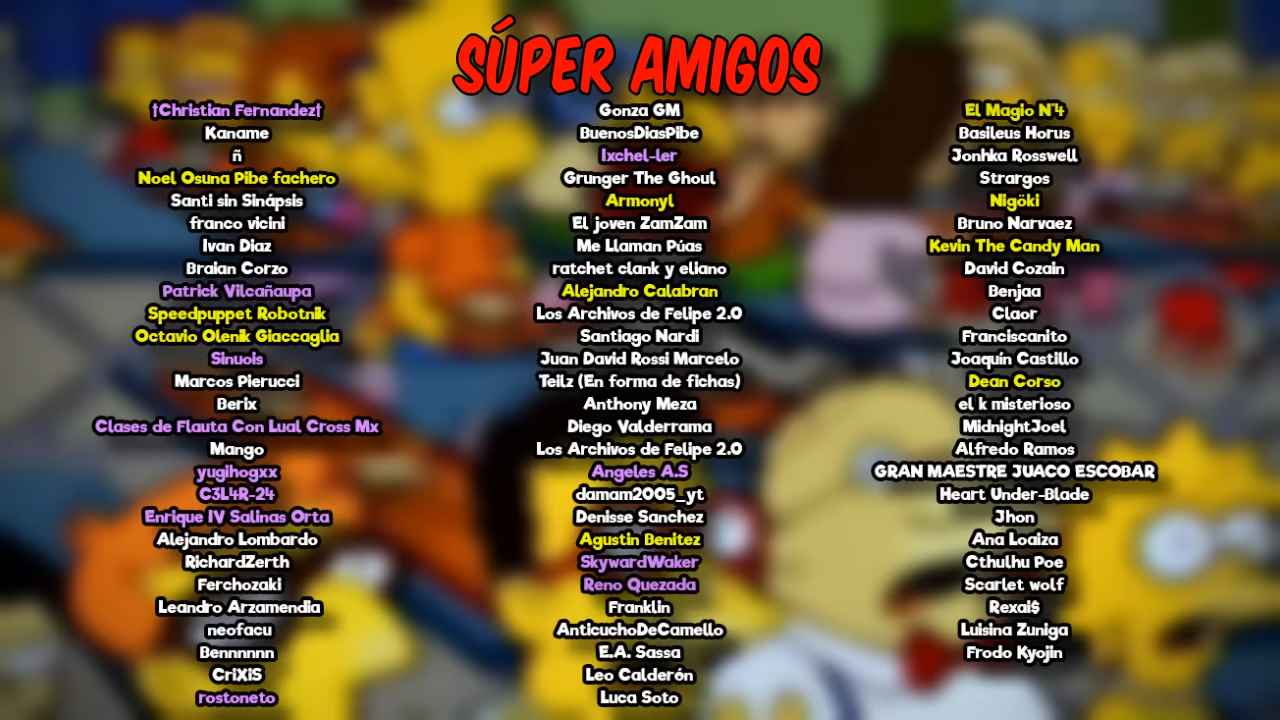 SÚPER AMIGOS
†Christian Fernandez†
Kaname
ñ
Noel Osuna Pibe fachero
Santi sin Sinápsis
franco vicini
Ivan Diaz
Braian Corzo
Patrick Vilcañaupa
Speedpuppet Robotnik
Octavio Olenik Giaccaglia
Sinuois
Marcos Pierucci
Berix
Clases de Flauta Con Lual Cross Mx
Mango
yugihogxx
C3L4R-24
Enrique IV Salinas Orta
Alejandro Lombardo
RichardZerth
Ferchozaki
Leandro Arzamendia
neofacu
Bennnnnn
CriXiS
rostoneto
Gonza GM
BuenosDiasPibe
Ixchel-ler
Grunger The Ghoul
Armonyl
El joven ZamZam
Me Llaman Púas
ratchet clank y eliano
Alejandro Calabran
Los Archivos de Felipe 2.0
Santiago Nardi
Juan David Rossi Marcelo
Teilz (En forma de fichas)
Anthony Meza
Diego Valderrama
Los Archivos de Felipe 2.0
Angeles A.S
damam2005_yt
Denisse Sanchez
Agustin Benitez
SkywardWaker
Reno Quezada
Franklin
AnticuchoDeCamello
E.A. Sassa
Leo Calderón
Luca Soto
El Magio N°4
Basileus Horus
Jonhka Rosswell
Strargos
Nigöki
Bruno Narvaez
Kevin The Candy Man
David Cozain
Benjaa
Claor
Franciscanito
Joaquín Castillo
Dean Corso
el k misterioso
MidnightJoel
Alfredo Ramos
GRAN MAESTRE JUACO ESCOBAR
Heart Under-Blade
Jhon
Ana Loaiza
Cthulhu Poe
Scarlet wolf
Rexai$
Luisina Zuniga
Frodo Kyojin